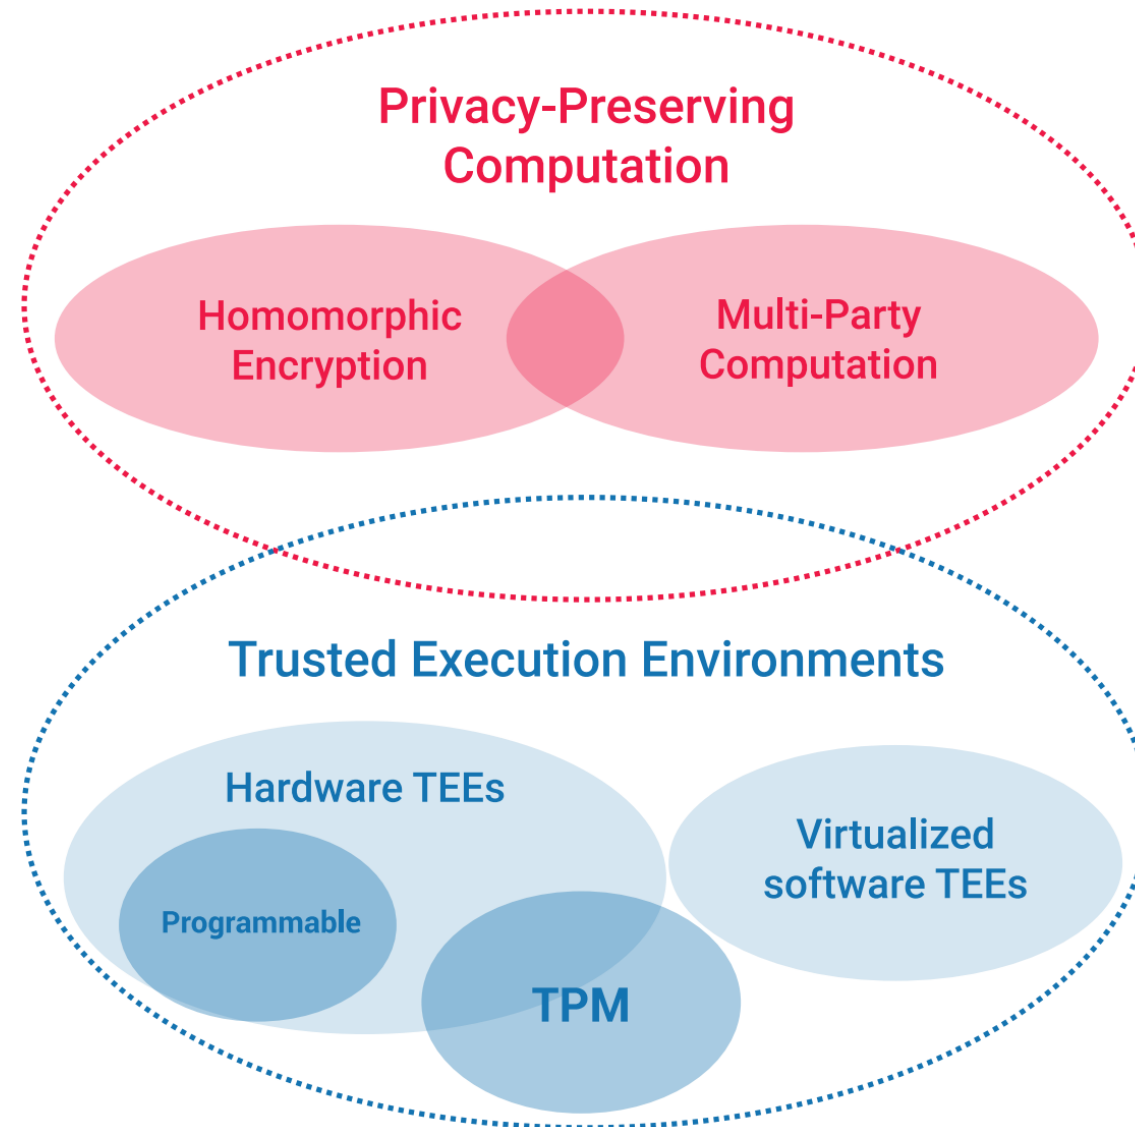 Privacy-Preserving
Computation
Homomorphic
Encryption
Multi-Party
Computation
Trusted Execution Environments
Hardware TEEs
Virtualized
software TEEs
Programmable
TPM